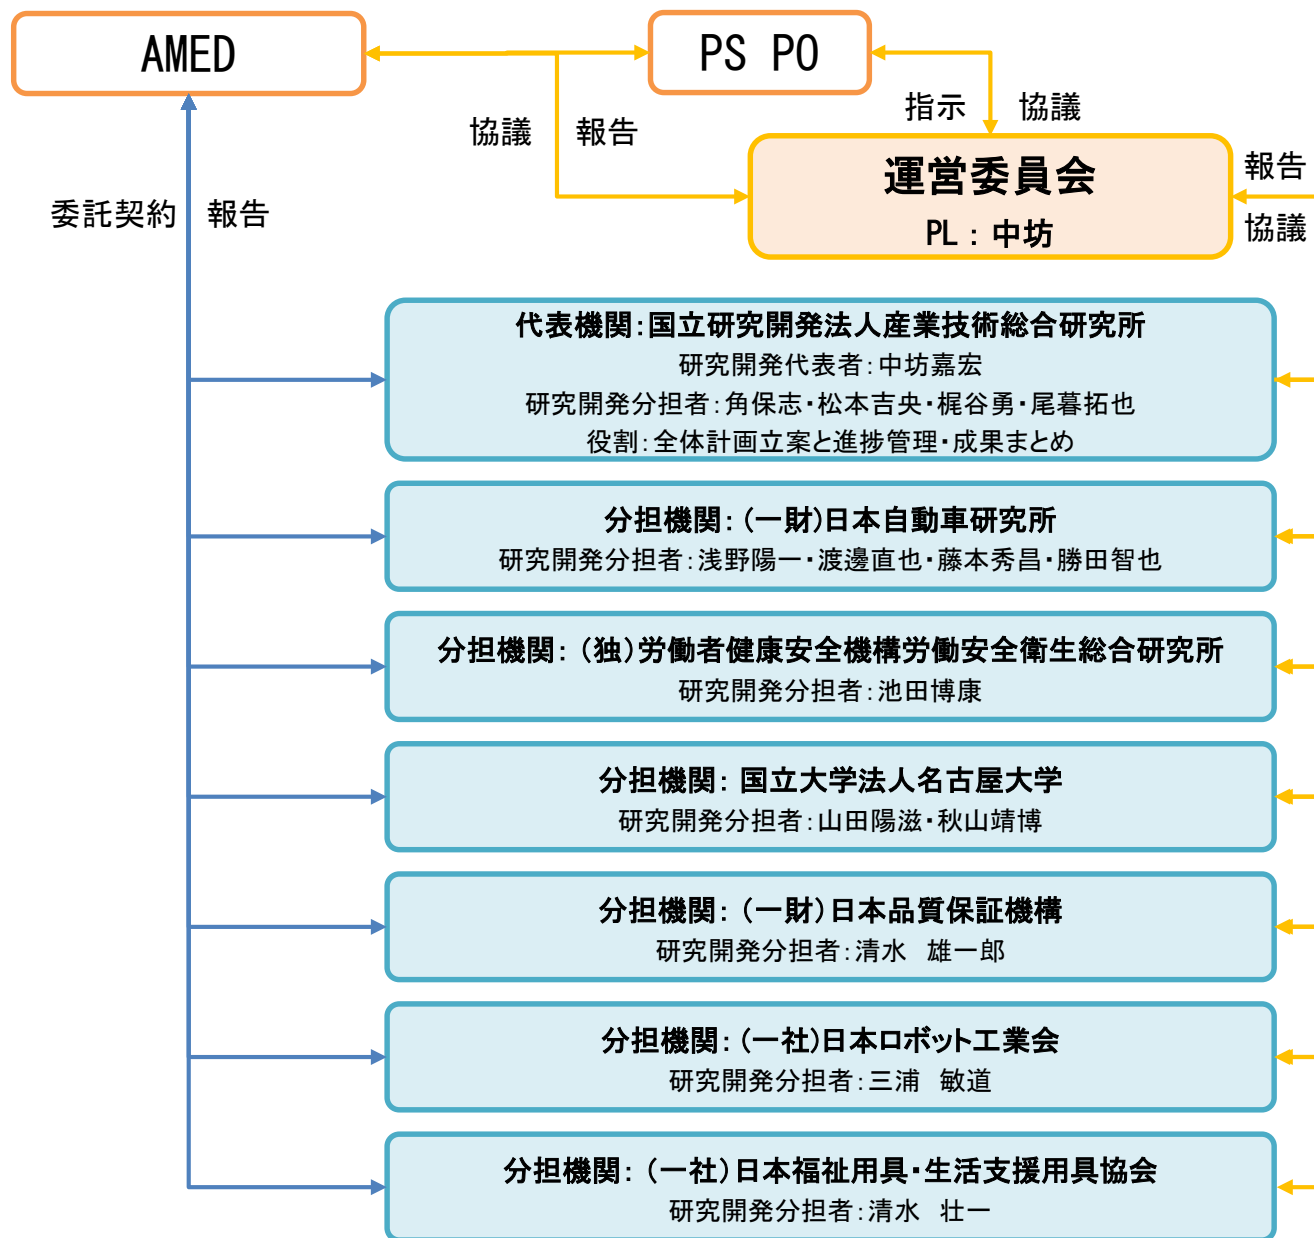 AMED
PS PO
指示
協議
協議
報告
運営委員会
PL：中坊
報告
協議
委託契約
報告
代表機関：国立研究開発法人産業技術総合研究所
研究開発代表者：中坊嘉宏
研究開発分担者：角保志・松本吉央・梶谷勇・尾暮拓也
役割：全体計画立案と進捗管理・成果まとめ
分担機関：（一財）日本自動車研究所
研究開発分担者：浅野陽一・渡邊直也・藤本秀昌・勝田智也
分担機関：（独）労働者健康安全機構労働安全衛生総合研究所
研究開発分担者：池田博康
分担機関：国立大学法人名古屋大学
研究開発分担者：山田陽滋・秋山靖博
分担機関：（一財）日本品質保証機構
研究開発分担者：清水　雄一郎
分担機関：（一社）日本ロボット工業会
研究開発分担者：三浦　敏道
分担機関：（一社）日本福祉用具・生活支援用具協会
研究開発分担者：清水　壮一